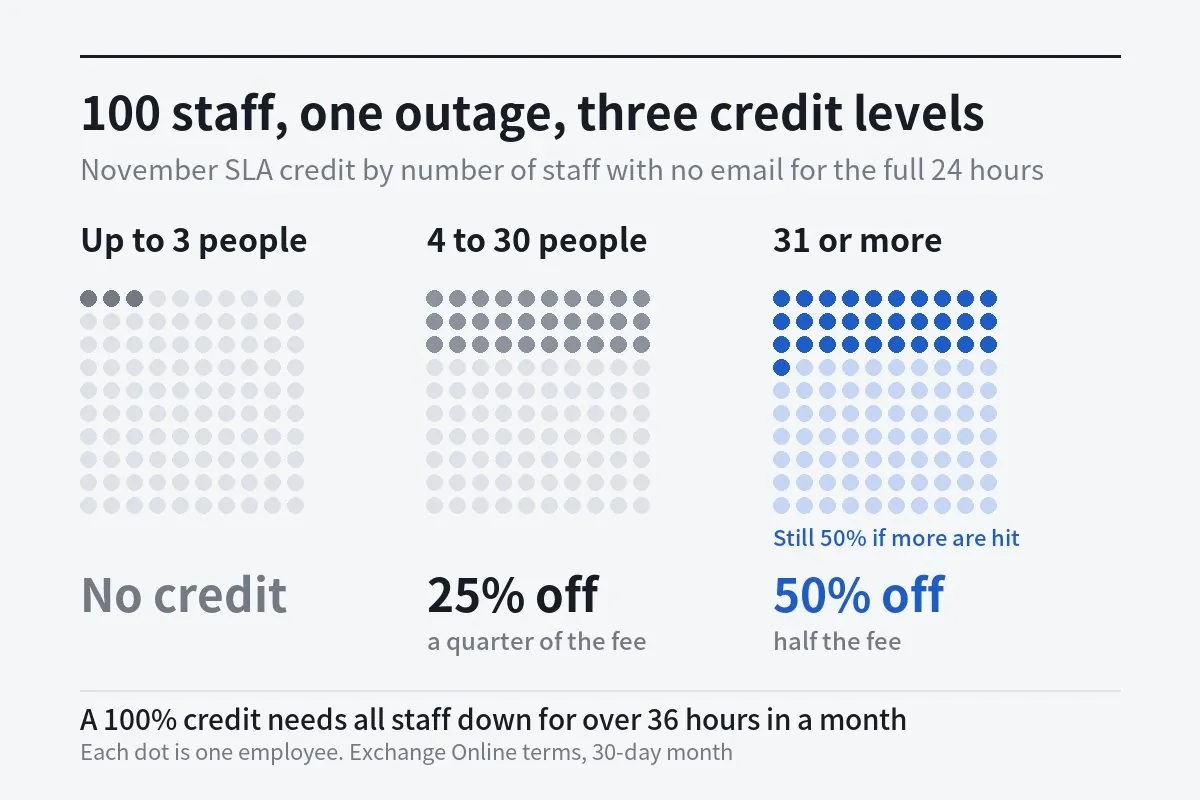 100 staff, one outage, three credit levels
November SLA credit by number of staff with no email for the full 24 hours
Up to 3 people
4 to 30 people
31 or more
Still 50% if more are hit
No credit
25% off
50% off
a quarter of the fee
half the fee
A 100% credit needs all staff down for over 36 hours in a month
Each dot is one employee. Exchange Online terms, 30-day month